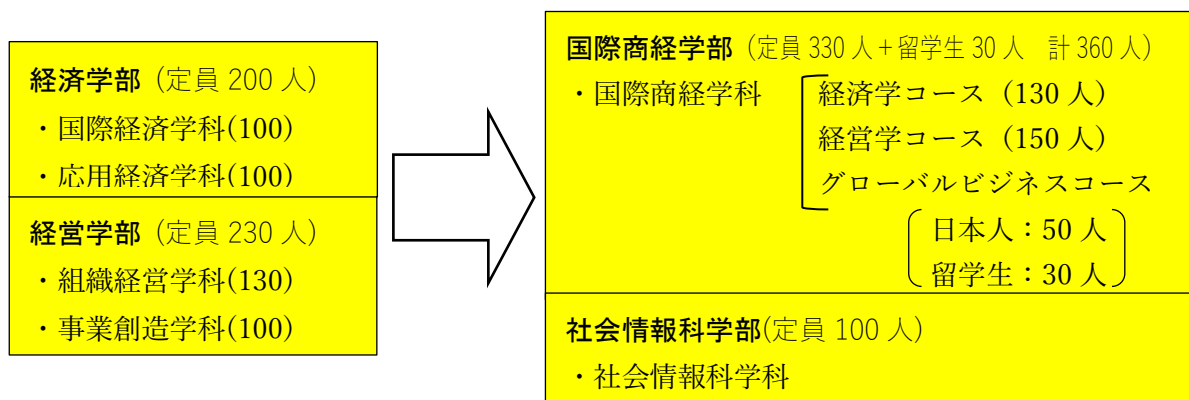 経済学部（定員 200 人）
・国際経済学科(100)
・応用経済学科(100)
経営学部（定員 230 人）
・組織経営学科(130)
・事業創造学科(100)
国際商経学部（定員 330 人＋留学生 30 人　計 360 人）
・国際商経学科　経済学コース（130 人）
経営学コース（150 人）
グローバルビジネスコース
日本人：50 人
留学生：30 人
社会情報科学部(定員 100 人）
・社会情報科学科